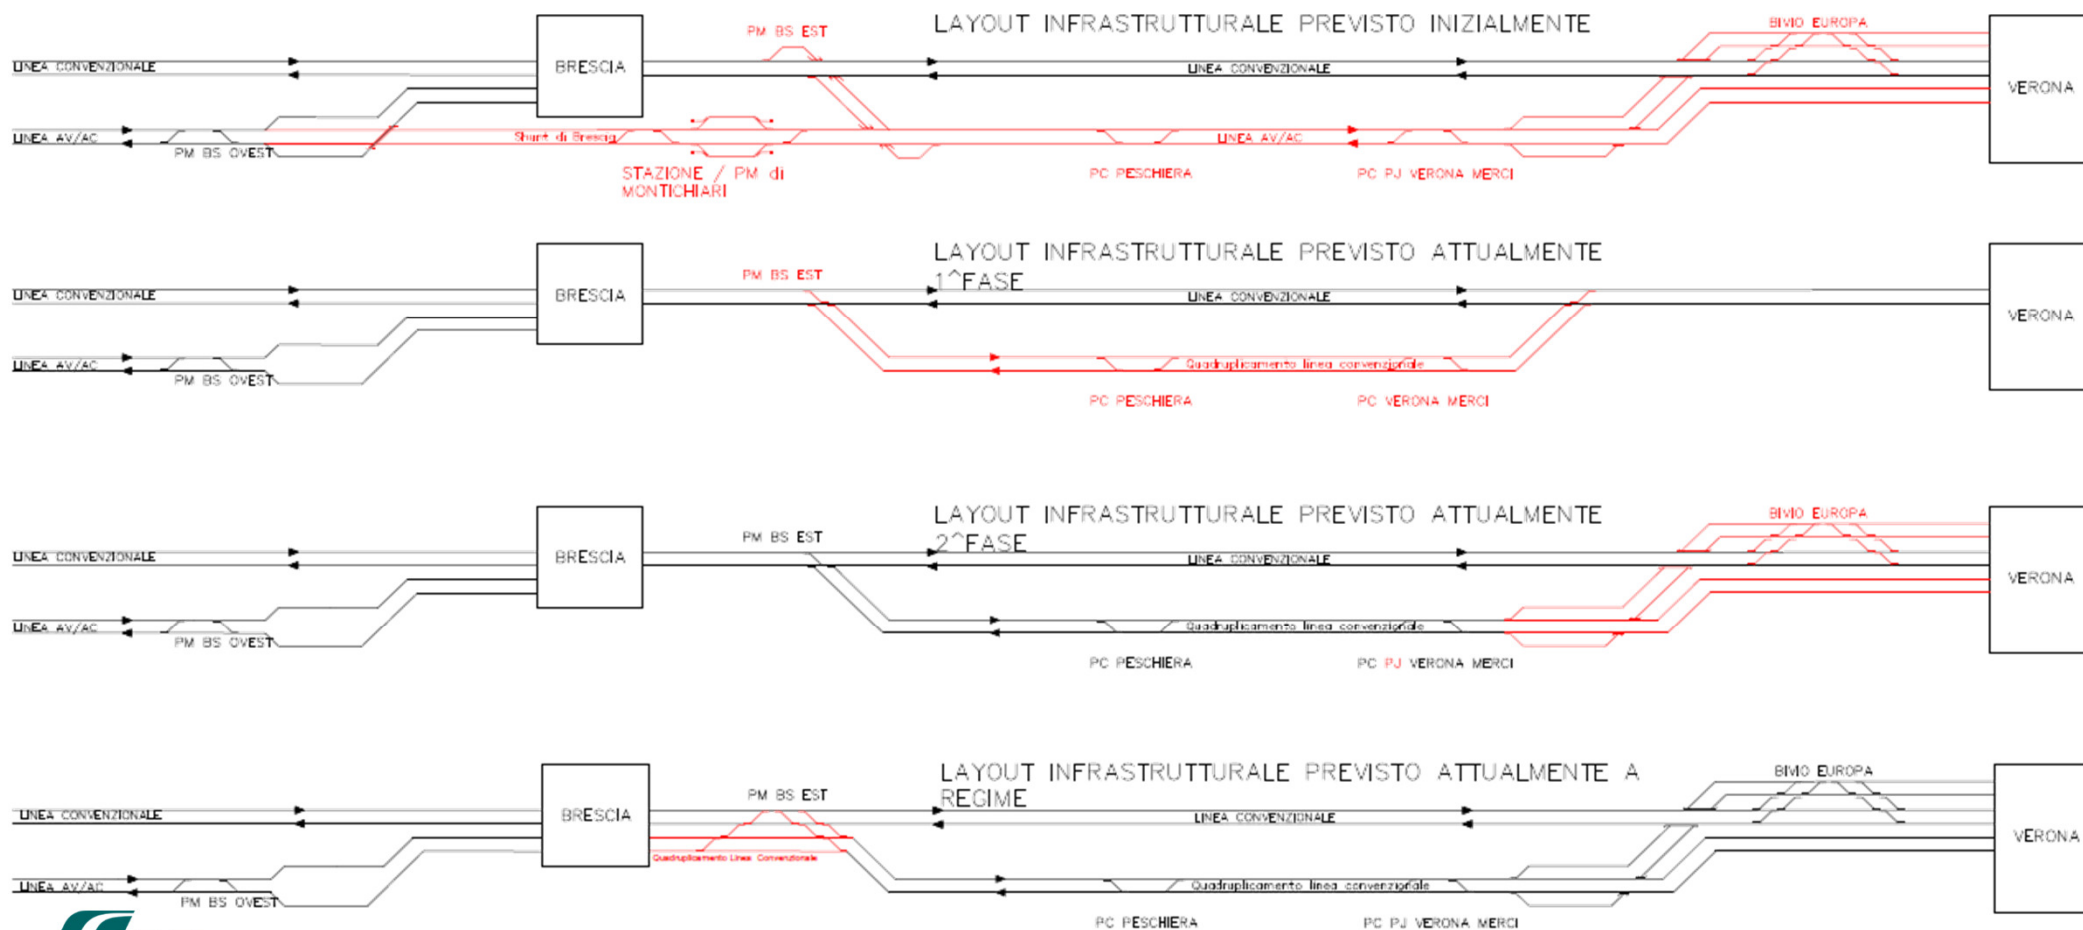 LAYOUT INFRASTRUTTURALE PREVISTO INIZIALMENTE
BIVIO EUROPA
PM BS EST
LINEA CONVENZIONALE
BRESCIA
LINEA CONVENZIONALE
VERONA
LINEA AV/AC
Shunt di Brescia
LINEA AV/AC
PM BS OVEST
STAZIONE / PM di
MONTICHIARI
PC PESCHIERA
PC PJ VERONA MERCI
LAYOUT INFRASTRUTTURALE PREVISTO ATTUALMENTE
1^FASE
PM BS EST
LINEA CONVENZIONALE
BRESCIA
LINEA CONVENZIONALE
VERONA
LINEA AV/AC
Quadruplicamento linea convenzionale
PM BS OVEST
PC PESCHIERA
PC VERONA MERCI
LAYOUT INFRASTRUTTURALE PREVISTO ATTUALMENTE
2^FASE
BIVIO EUROPA
PM BS EST
LINEA CONVENZIONALE
BRESCIA
LINEA CONVENZIONALE
VERONA
LINEA AV/AC
Quadruplicamento linea convenzionale
PM BS OVEST
PC PESCHIERA
PC PJ VERONA MERCI
LAYOUT INFRASTRUTTURALE PREVISTO ATTUALMENTE A
REGIME
BIVIO EUROPA
PM BS EST
LINEA CONVENZIONALE
BRESCIA
LINEA CONVENZIONALE
VERONA
Quadruplicamento Linea Convenzionale
LINEA AV/AC
Quadruplicamento linea convenzionale
PM BS OVEST
PC PESCHIERA
PC PJ VERONA MERCI